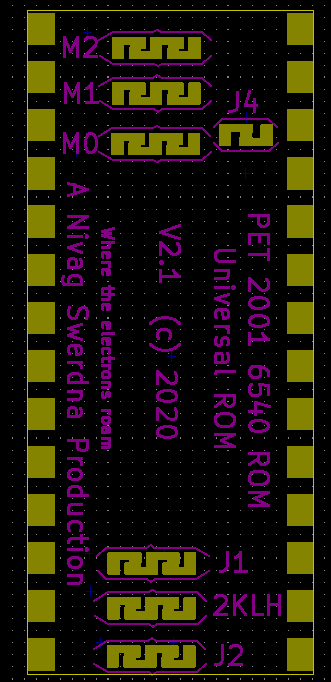 M2
M1
J4
M0
PET 2001 6540 ROM
Universal ROM
V2.1 (c) 2020
Where the electrons roam
A Nivag Swerdna Production
J1
2KLH
J2